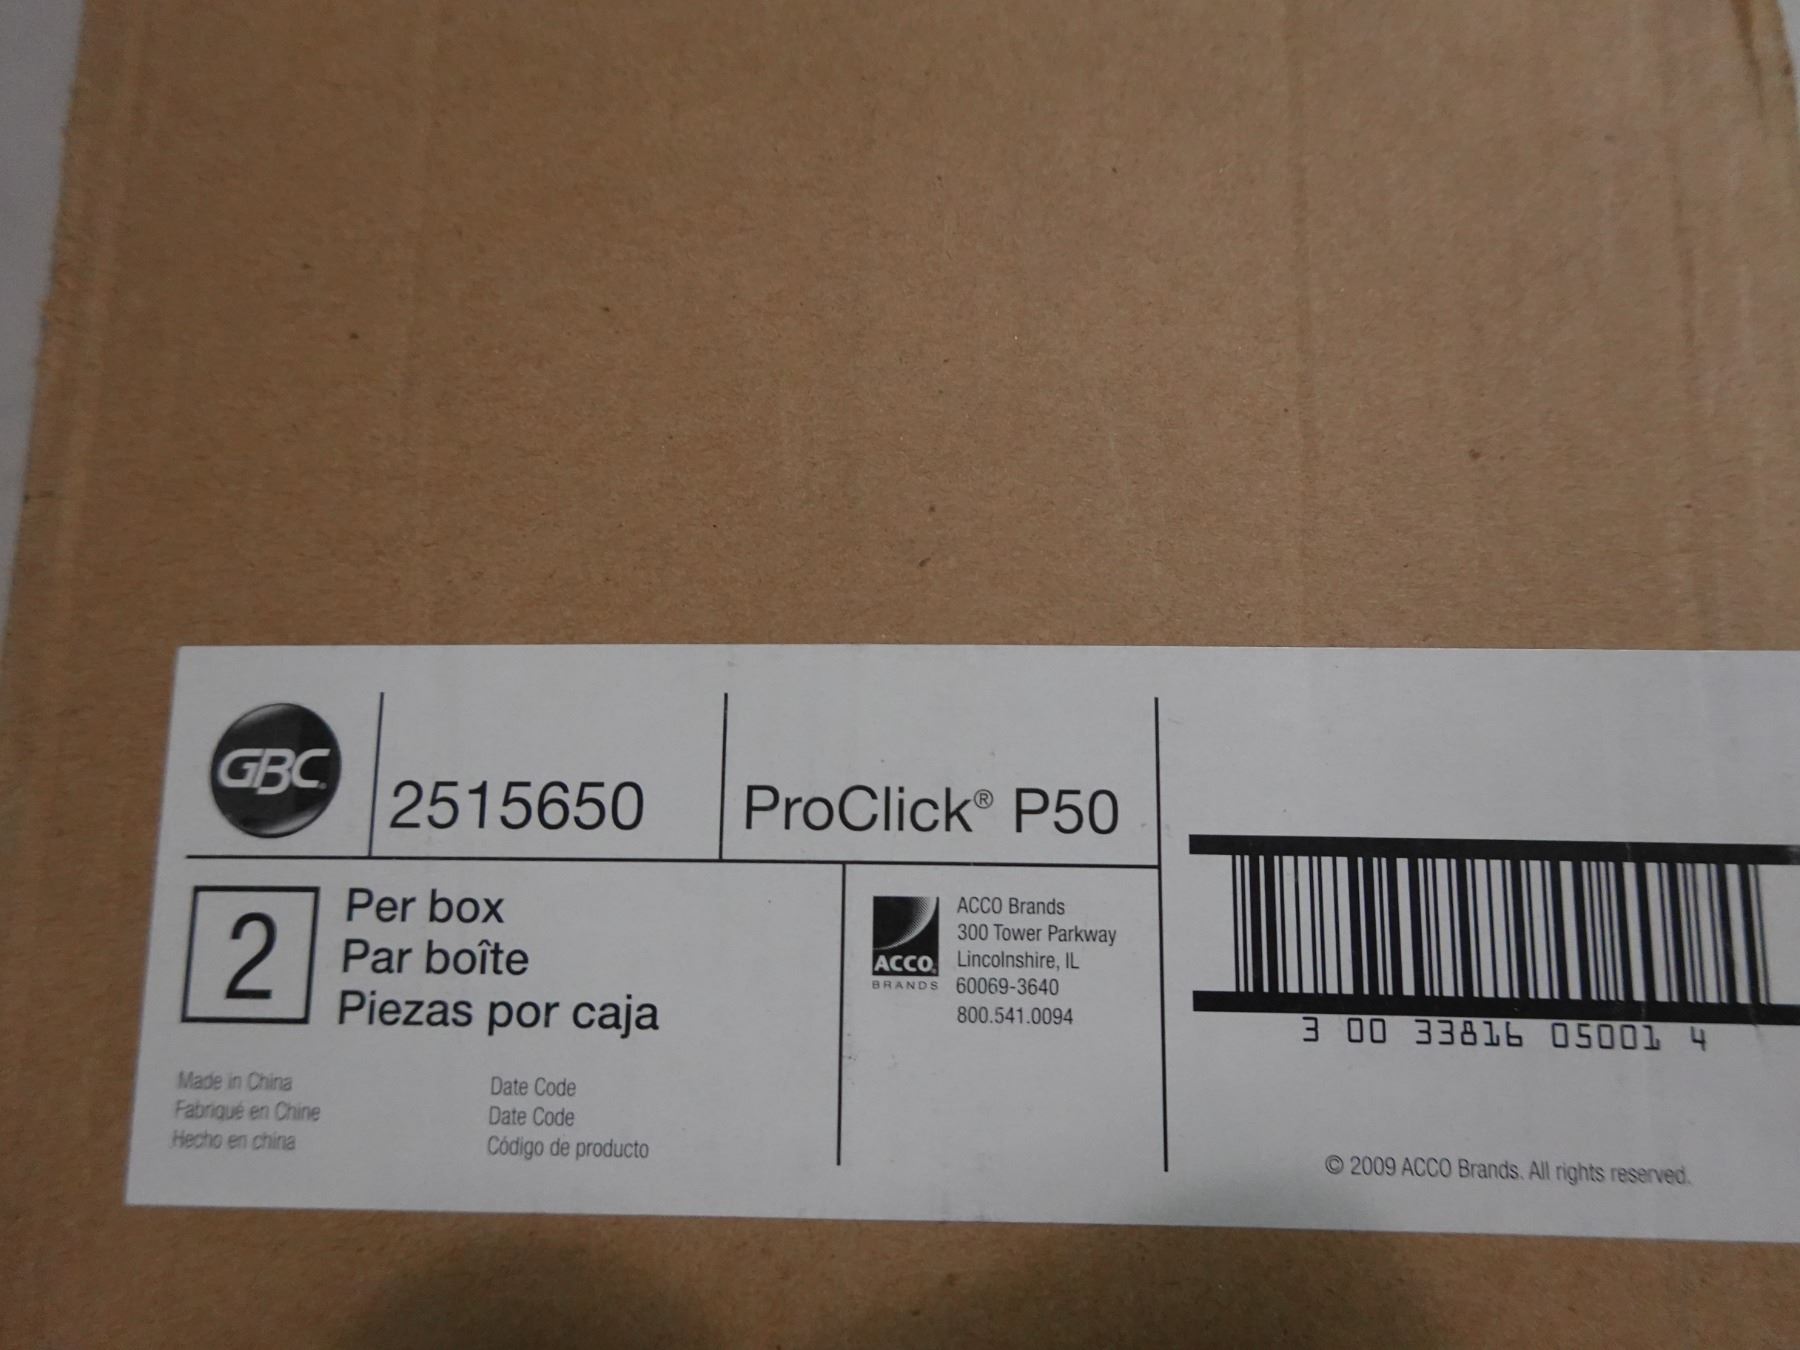 GBC
2515650
ProClick® P50
2
Per box
Par boîte
Piezas por caja
Made in China
Fabriqué en Chine
Hecho en china
Date Code
Date Code
Código de producto
ACCO
BRANDS
ACCO Brands
300 Tower Parkway
Lincolnshire, IL
60069-3640
800.541.0094
3 00 33816 05001 4
© 2009 ACCO Brands. All rights reserved.